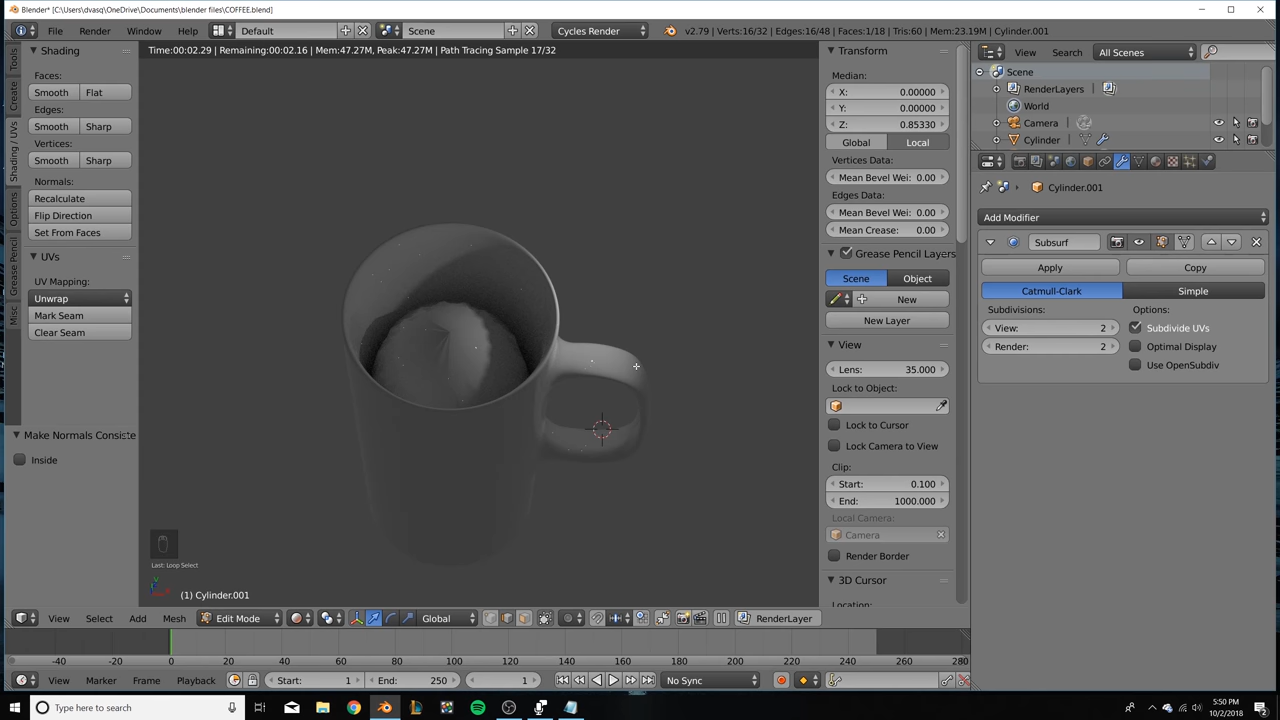 Blender* [C:\Users\dvasq\OneDrive\Documents\blender files\COFFEE.blend]
File Render Window Help Default Scene Cycles Render v2.79 | Verts:16/32 | Edges:16/48 | Faces:1/18 | Tris:60 | Mem:23.19M | Cylinder.001
Time:00:02.29 | Remaining:00:02.16 | Mem:47.27M, Peak:47.27M | Path Tracing Sample 17/32
Tools
Create
Shading / UVs
Options
Grease Pencil
Misc
Shading
Faces:
Smooth Flat
Edges:
Smooth Sharp
Vertices:
Smooth Sharp
Normals:
Recalculate
Flip Direction
Set From Faces
UVs
UV Mapping:
Unwrap
Mark Seam
Clear Seam
Make Normals Consiste
Inside
Last: Loop Select
(1) Cylinder.001
Transform
Median:
X: 0.00000
Y: 0.00000
Z: 0.85330
Global Local
Vertices Data:
Mean Bevel Wei: 0.00
Edges Data:
Mean Bevel Wei: 0.00
Mean Crease: 0.00
Grease Pencil Layers
Scene Object
New
New Layer
View
Lens: 35.000
Lock to Object:
Lock to Cursor
Lock Camera to View
Clip:
Start: 0.100
End: 1000.000
Local Camera:
Camera
Render Border
3D Cursor
Location:
View Search All Scenes
Scene
RenderLayers
World
Camera
Cylinder
Cylinder.001
Add Modifier
Subsurf
Apply Copy
Catmull-Clark Simple
Subdivisions: Options:
View: 2 Subdivide UVs
Render: 2 Optimal Display
Use OpenSubdiv
View Select Add Mesh Edit Mode Global RenderLayer
-40 -20 0 20 40 60 80 100 120 140 160 180 200 220 240 260 280
View Marker Frame Playback Start: 1 End: 250 1 No Sync
Type here to search
5:50 PM
10/2/2018
2